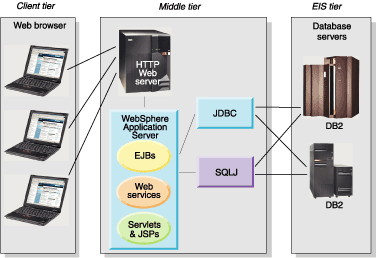 Client tier
Middle tier
EIS tier
Web browser
HTTP
Web
server
Database
servers
WebSphere
Application
Server
EJBs
Web
services
Servlets
& JSPs
JDBC
SQLJ
DB2
DB2